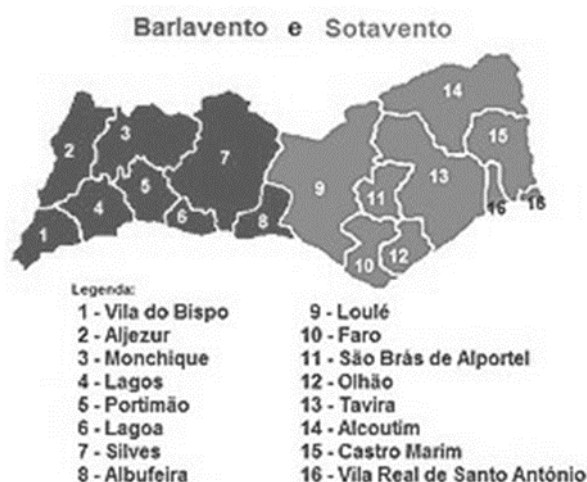 Barlavento e Sotavento
14
3
2
15
7
5
13
9
4
11
16
16
6
8
1
12
10
Legenda:
1 - Vila do Bispo
2 - Aljezur
3 - Monchique
4 - Lagos
5 - Portimão
6 - Lagoa
7 - Silves
8 - Albufeira
9 - Loulé
10 - Faro
11 - São Brás de Alportel
12 - Olhão
13 - Tavira
14 - Alcoutim
15 - Castro Marim
16 - Vila Real de Santo António